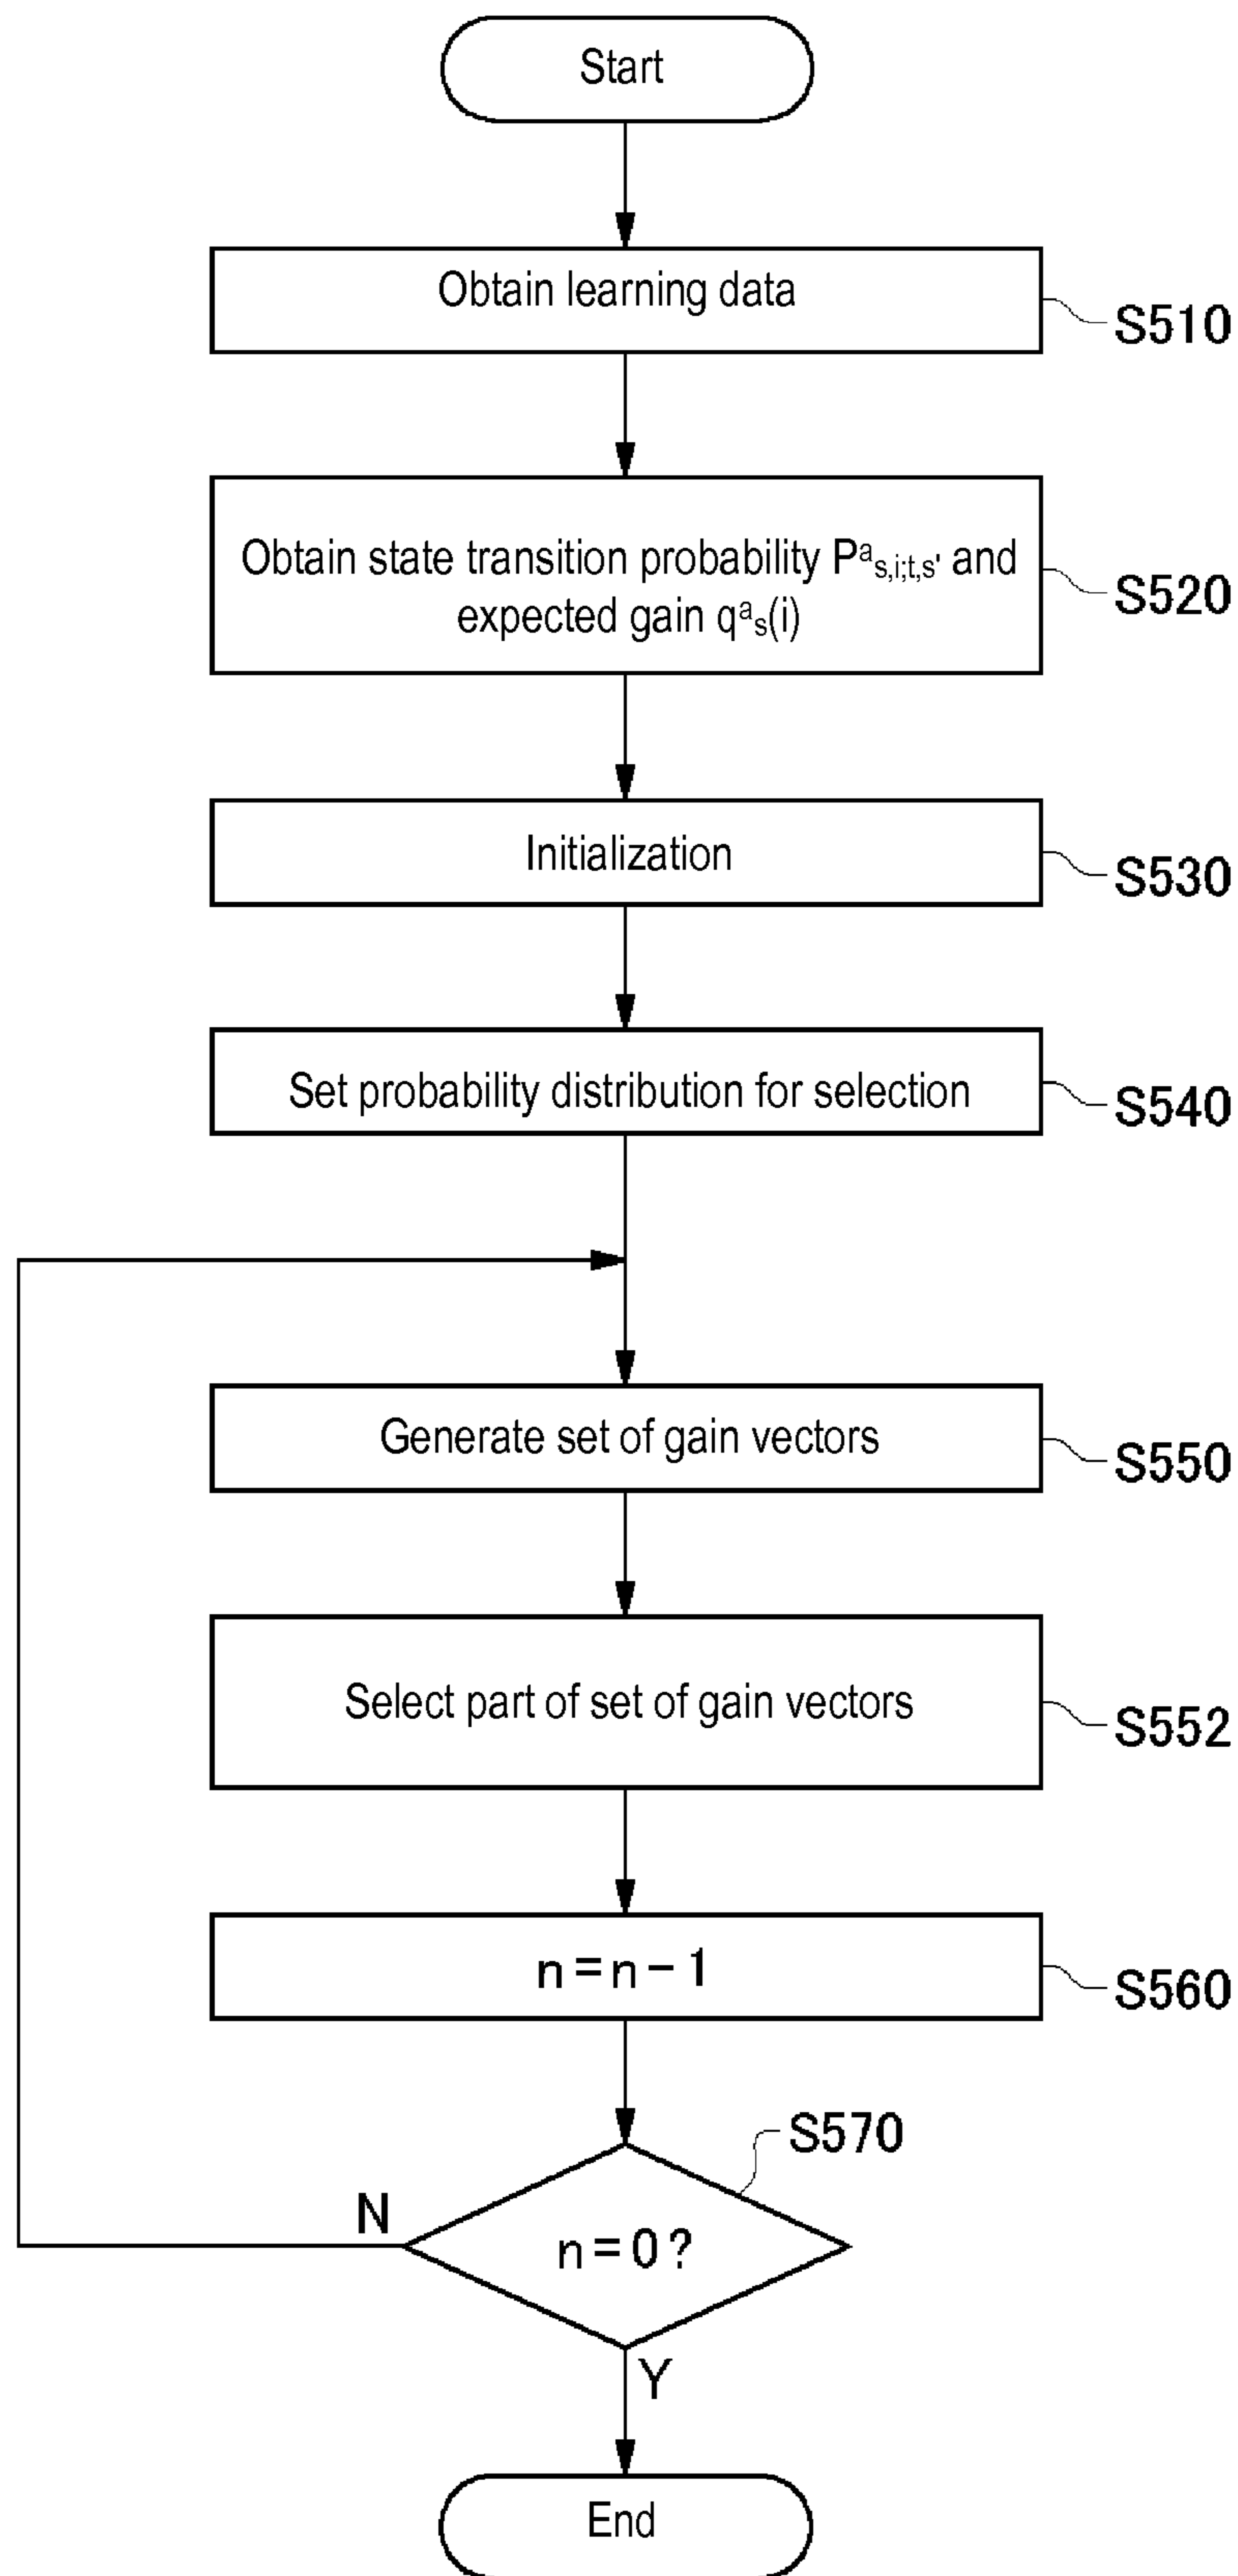 Start
Obtain learning data
S510
Obtain state transition probability Pᵃs,i;t,s' and
expected gain qᵃs(i)
S520
Initialization
S530
Set probability distribution for selection
S540
Generate set of gain vectors
S550
Select part of set of gain vectors
S552
n=n-1
S560
S570
N
n=0?
Y
End